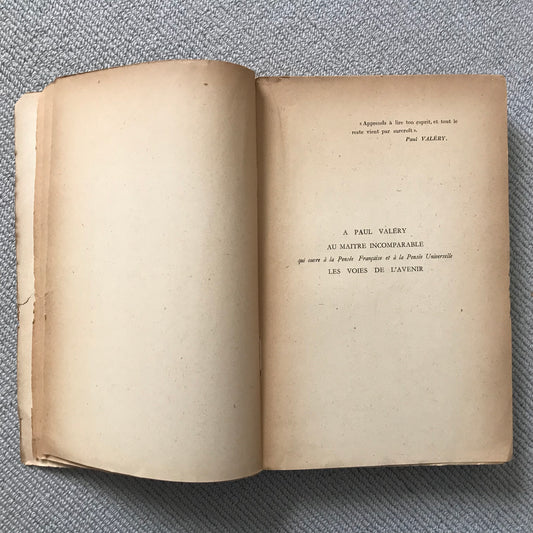 « Apprends à lire ton esprit, et tout le
reste vient par surcroît ».
Paul VALÉRY.
A PAUL VALÉRY
AU MAITRE INCOMPARABLE
qui ouvre à la Pensée Française et à la Pensée Universelle
LES VOIES DE L'AVENIR